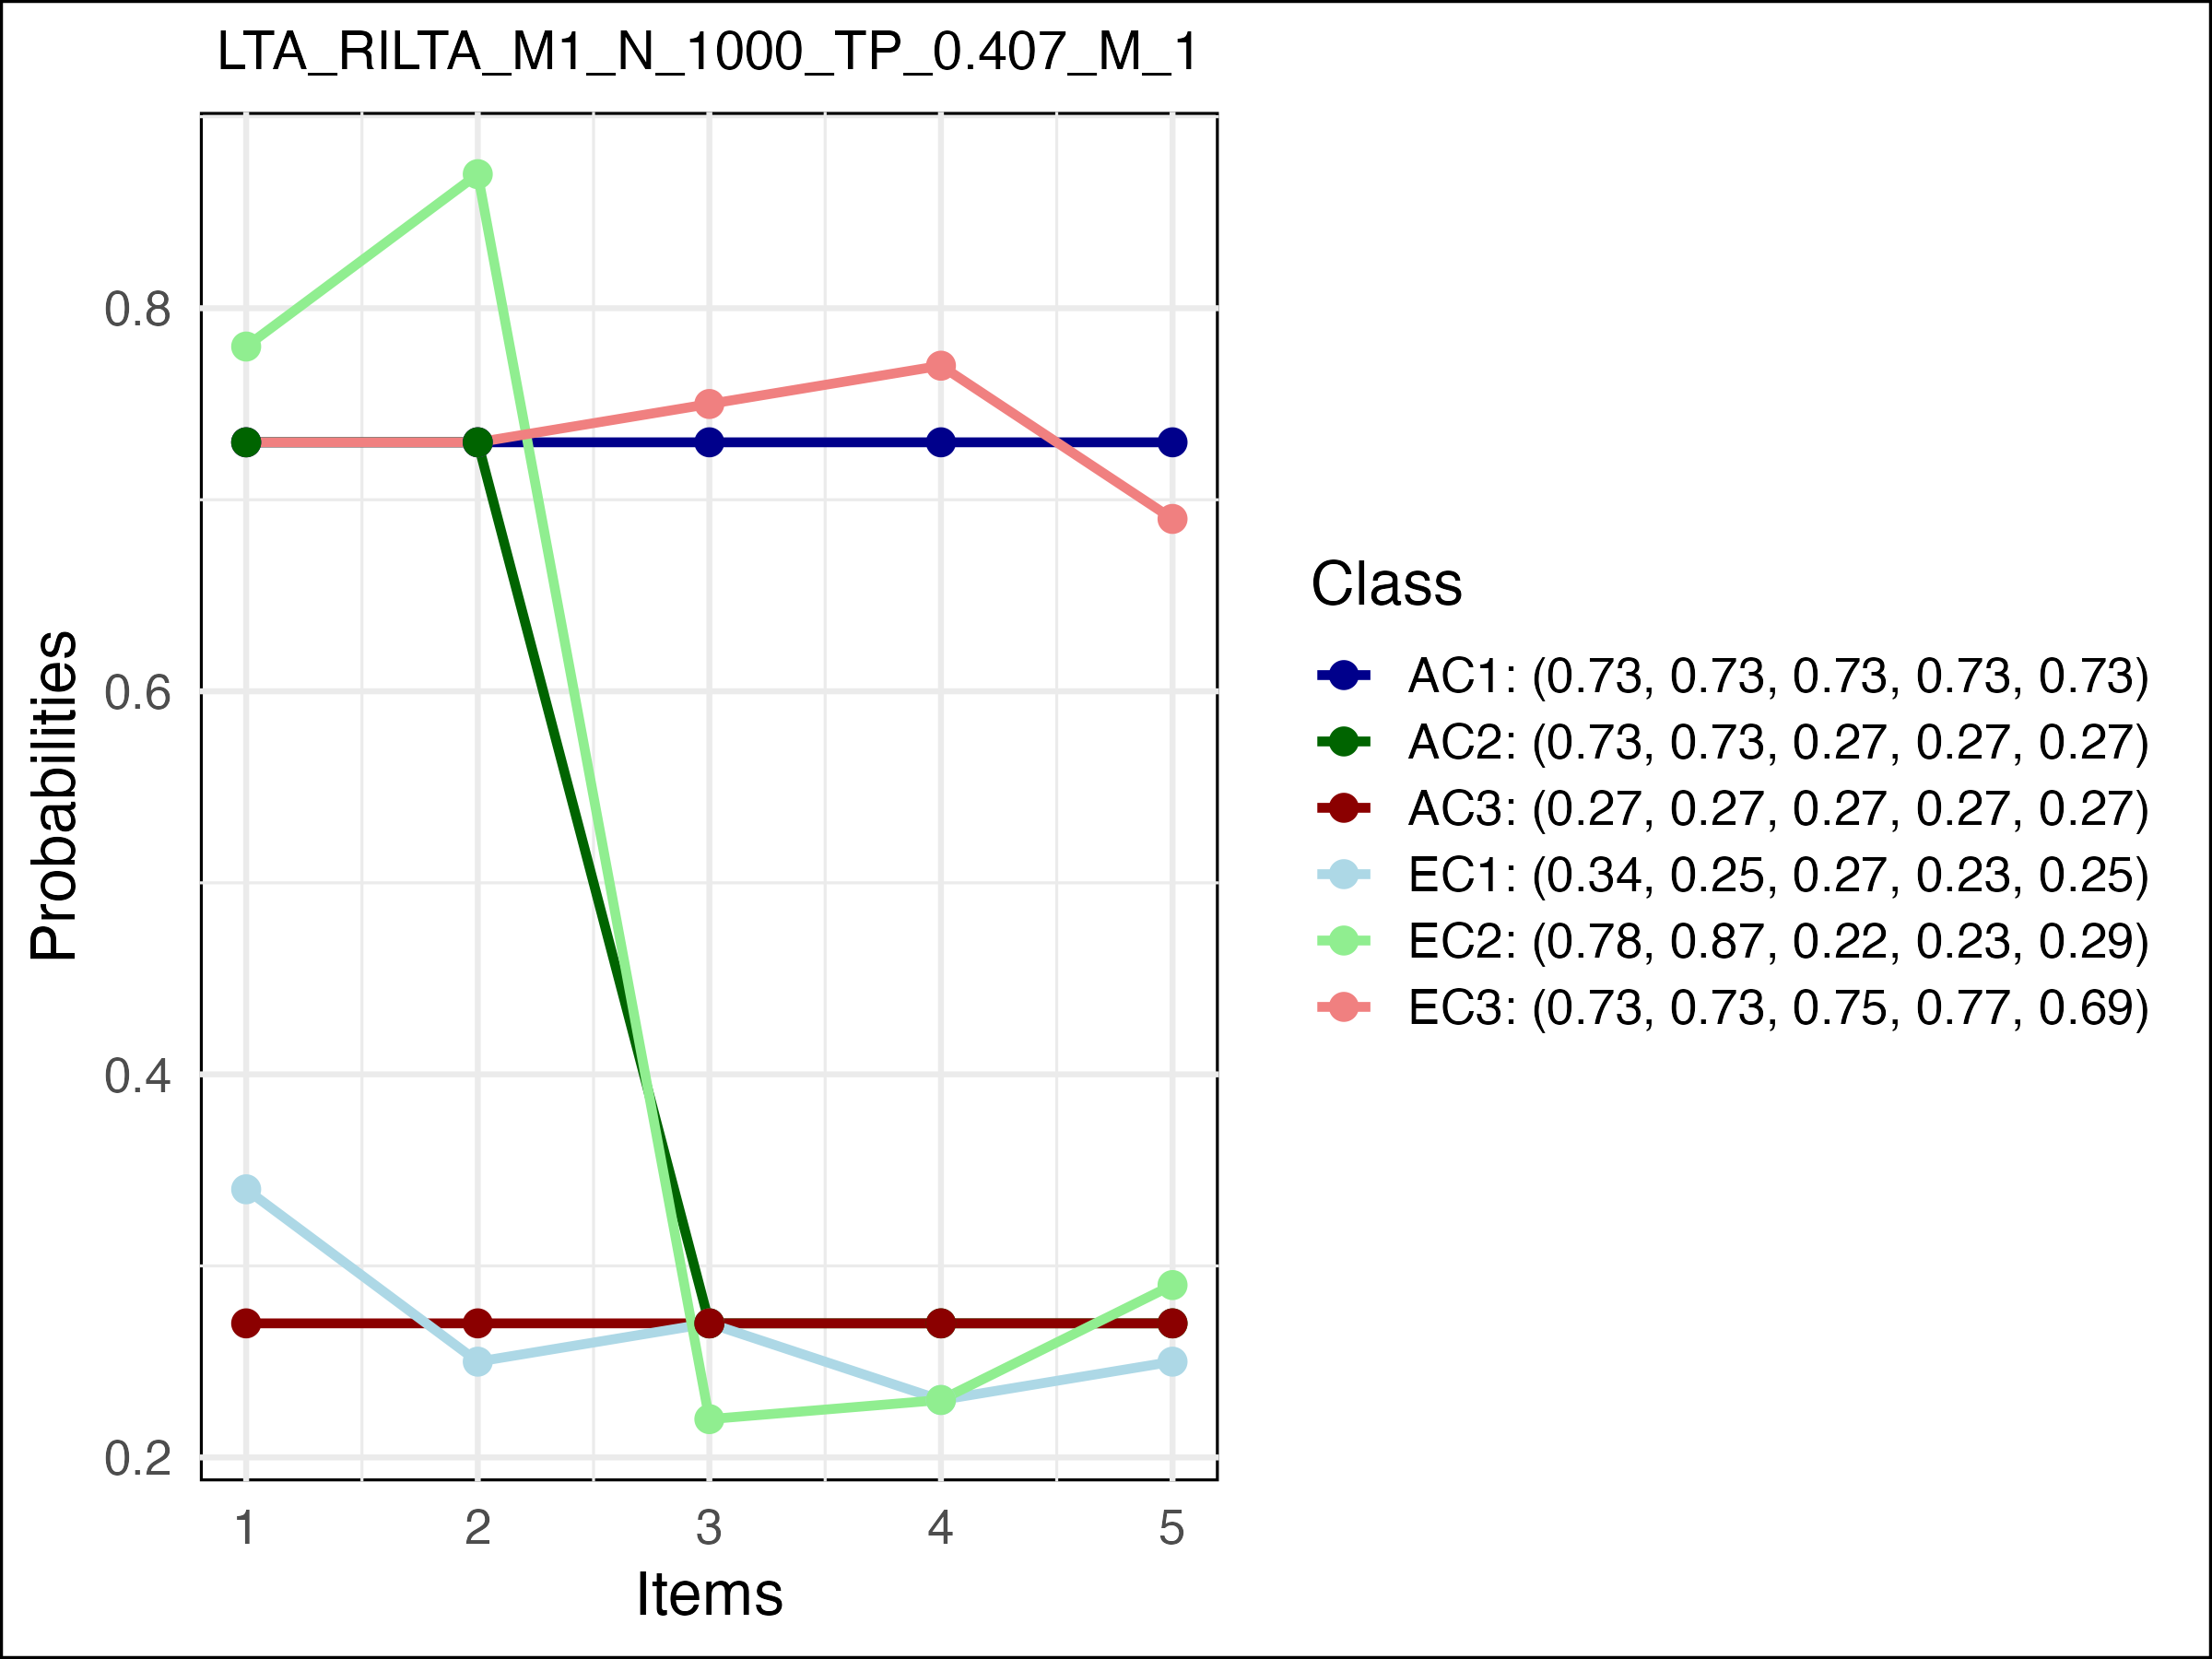 LTA_RILTA_M1_N_1000_TP_0.407_M_1
Probabilities
0.8
0.6
0.4
0.2
1 2 3 4 5
Items
Class
AC1: (0.73, 0.73, 0.73, 0.73, 0.73)
AC2: (0.73, 0.73, 0.27, 0.27, 0.27)
AC3: (0.27, 0.27, 0.27, 0.27, 0.27)
EC1: (0.34, 0.25, 0.27, 0.23, 0.25)
EC2: (0.78, 0.87, 0.22, 0.23, 0.29)
EC3: (0.73, 0.73, 0.75, 0.77, 0.69)